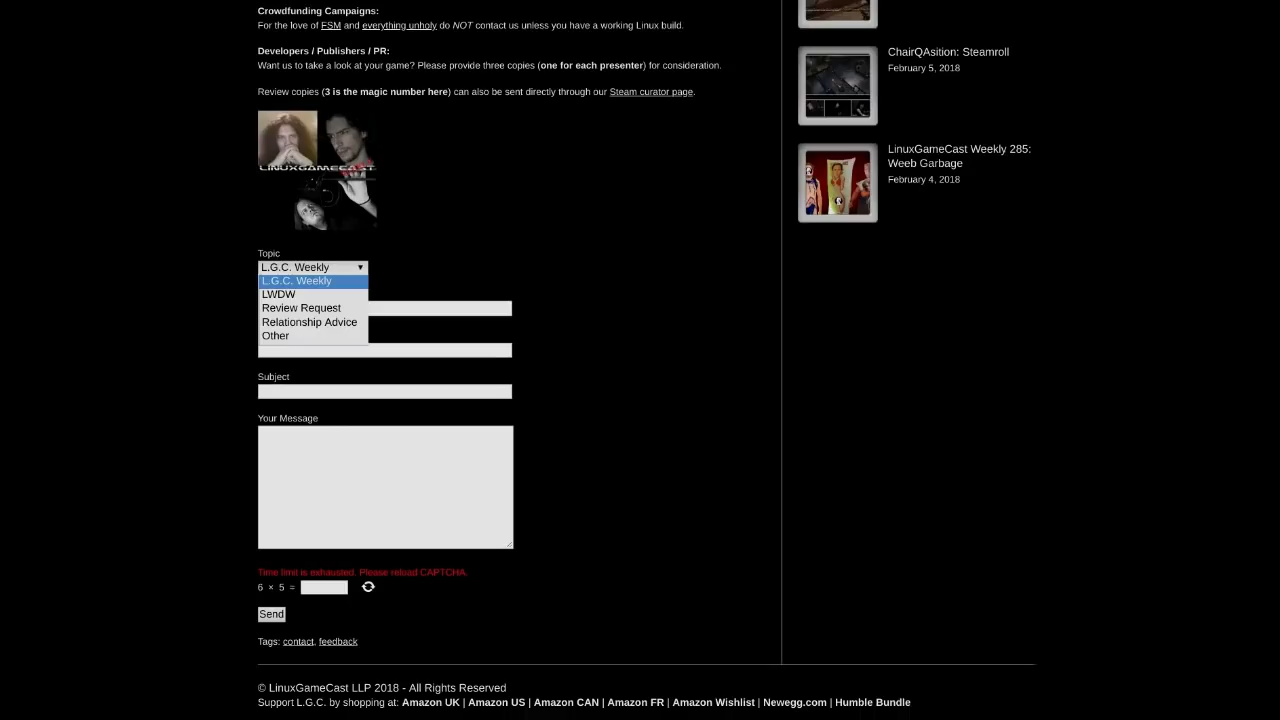 Crowdfunding Campaigns:
For the love of FSM and everything unholy do NOT contact us unless you have a working Linux build.
Developers / Publishers / PR:
Want us to take a look at your game? Please provide three copies (one for each presenter) for consideration.
Review copies (3 is the magic number here) can also be sent directly through our Steam curator page.
LINUXGAMECAST
Topic
L.G.C. Weekly ▼
L.G.C. Weekly
LWDW
Review Request
Relationship Advice
Other
Subject
Your Message
Time limit is exhausted. Please reload CAPTCHA.
6 × 5 =
Send
Tags: contact, feedback
ChairQAsition: Steamroll
February 5, 2018
LinuxGameCast Weekly 285:
Weeb Garbage
February 4, 2018
© LinuxGameCast LLP 2018 - All Rights Reserved
Support L.G.C. by shopping at: Amazon UK | Amazon US | Amazon CAN | Amazon FR | Amazon Wishlist | Newegg.com | Humble Bundle